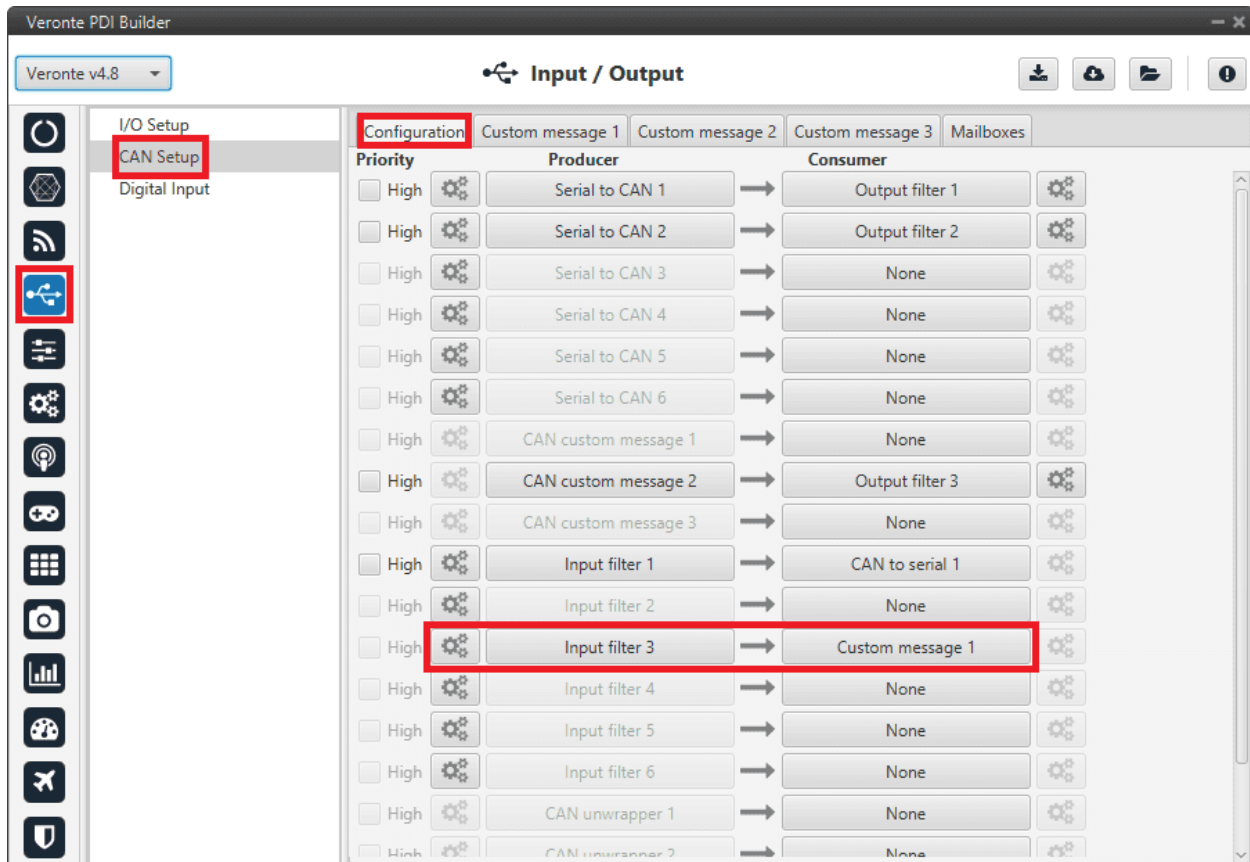 Veronte PDI Builder
Veronte v4.8
Input / Output
I/O Setup
CAN Setup
Digital Input
Configuration Custom message 1 Custom message 2 Custom message 3 Mailboxes
Priority Producer Consumer
High Serial to CAN 1 Output filter 1
High Serial to CAN 2 Output filter 2
High Serial to CAN 3 None
High Serial to CAN 4 None
High Serial to CAN 5 None
High Serial to CAN 6 None
High CAN custom message 1 None
High CAN custom message 2 Output filter 3
High CAN custom message 3 None
High Input filter 1 CAN to serial 1
High Input filter 2 None
High Input filter 3 Custom message 1
High Input filter 4 None
High Input filter 5 None
High Input filter 6 None
High CAN unwrapper 1 None
High CAN unwrapper 2 None